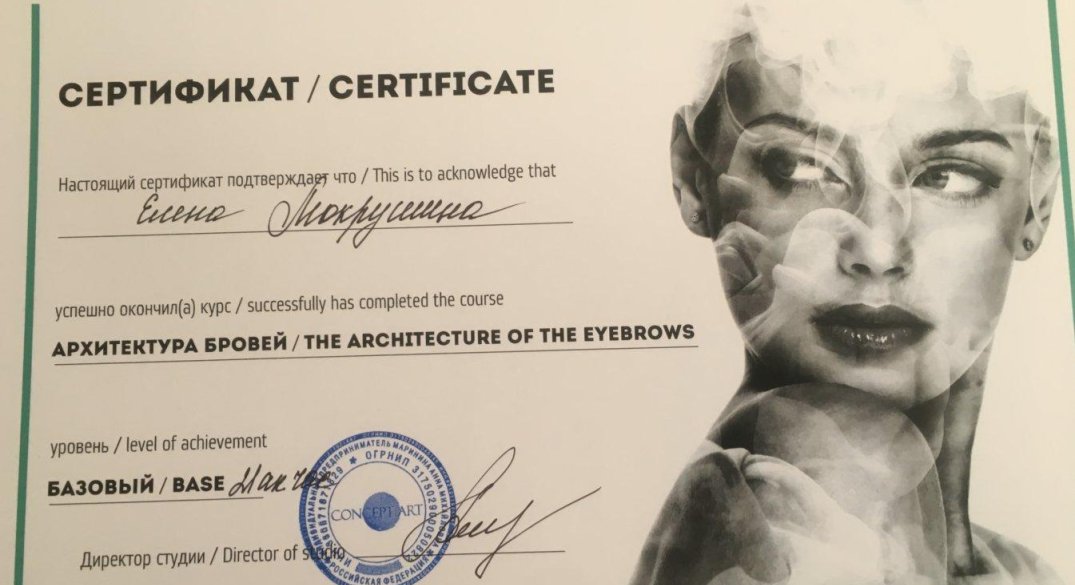 СЕРТИФИКАТ / CERTIFICATE
Настоящий сертификат подтверждает что / This is to acknowledge that
Елена Мокрушина
успешно окончил(а) курс / successfully has completed the course
АРХИТЕКТУРА БРОВЕЙ / THE ARCHITECTURE OF THE EYEBROWS
уровень / level of achievement
БАЗОВЫЙ / BASE
CONCEPT ART
ОГРНИП
РОССИЙСКАЯ ФЕДЕРАЦИЯ
Директор студии / Director of studio